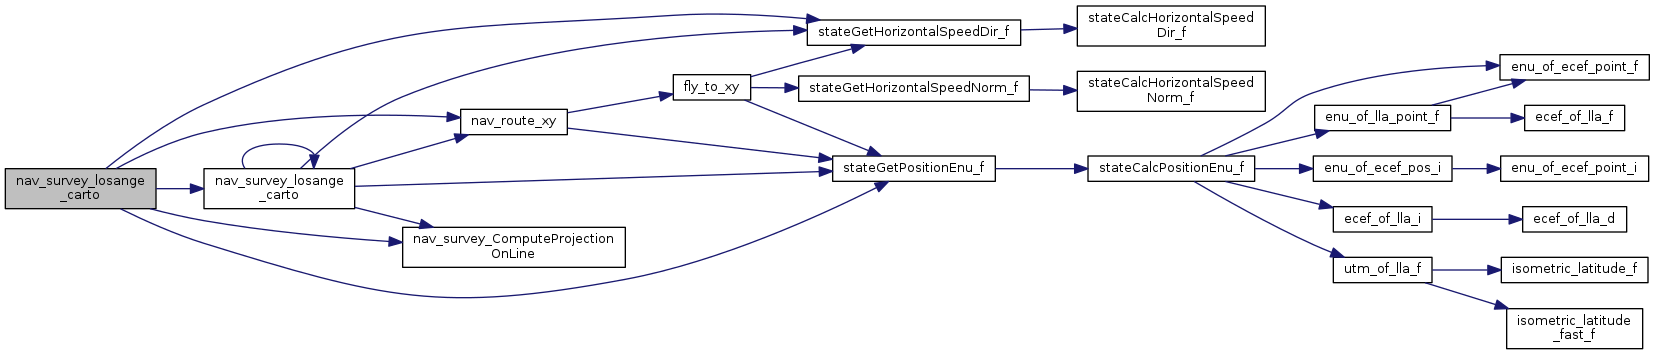 nav_survey_losange
_carto
nav_survey_losange
_carto
nav_survey_ComputeProjection
OnLine
nav_route_xy
fly_to_xy
stateGetHorizontalSpeedDir_f
stateGetHorizontalSpeedNorm_f
stateGetPositionEnu_f
stateCalcHorizontalSpeed
Dir_f
stateCalcHorizontalSpeed
Norm_f
stateCalcPositionEnu_f
enu_of_lla_point_f
enu_of_ecef_pos_i
ecef_of_lla_i
utm_of_lla_f
enu_of_ecef_point_f
ecef_of_lla_f
enu_of_ecef_point_i
ecef_of_lla_d
isometric_latitude_f
isometric_latitude
_fast_f